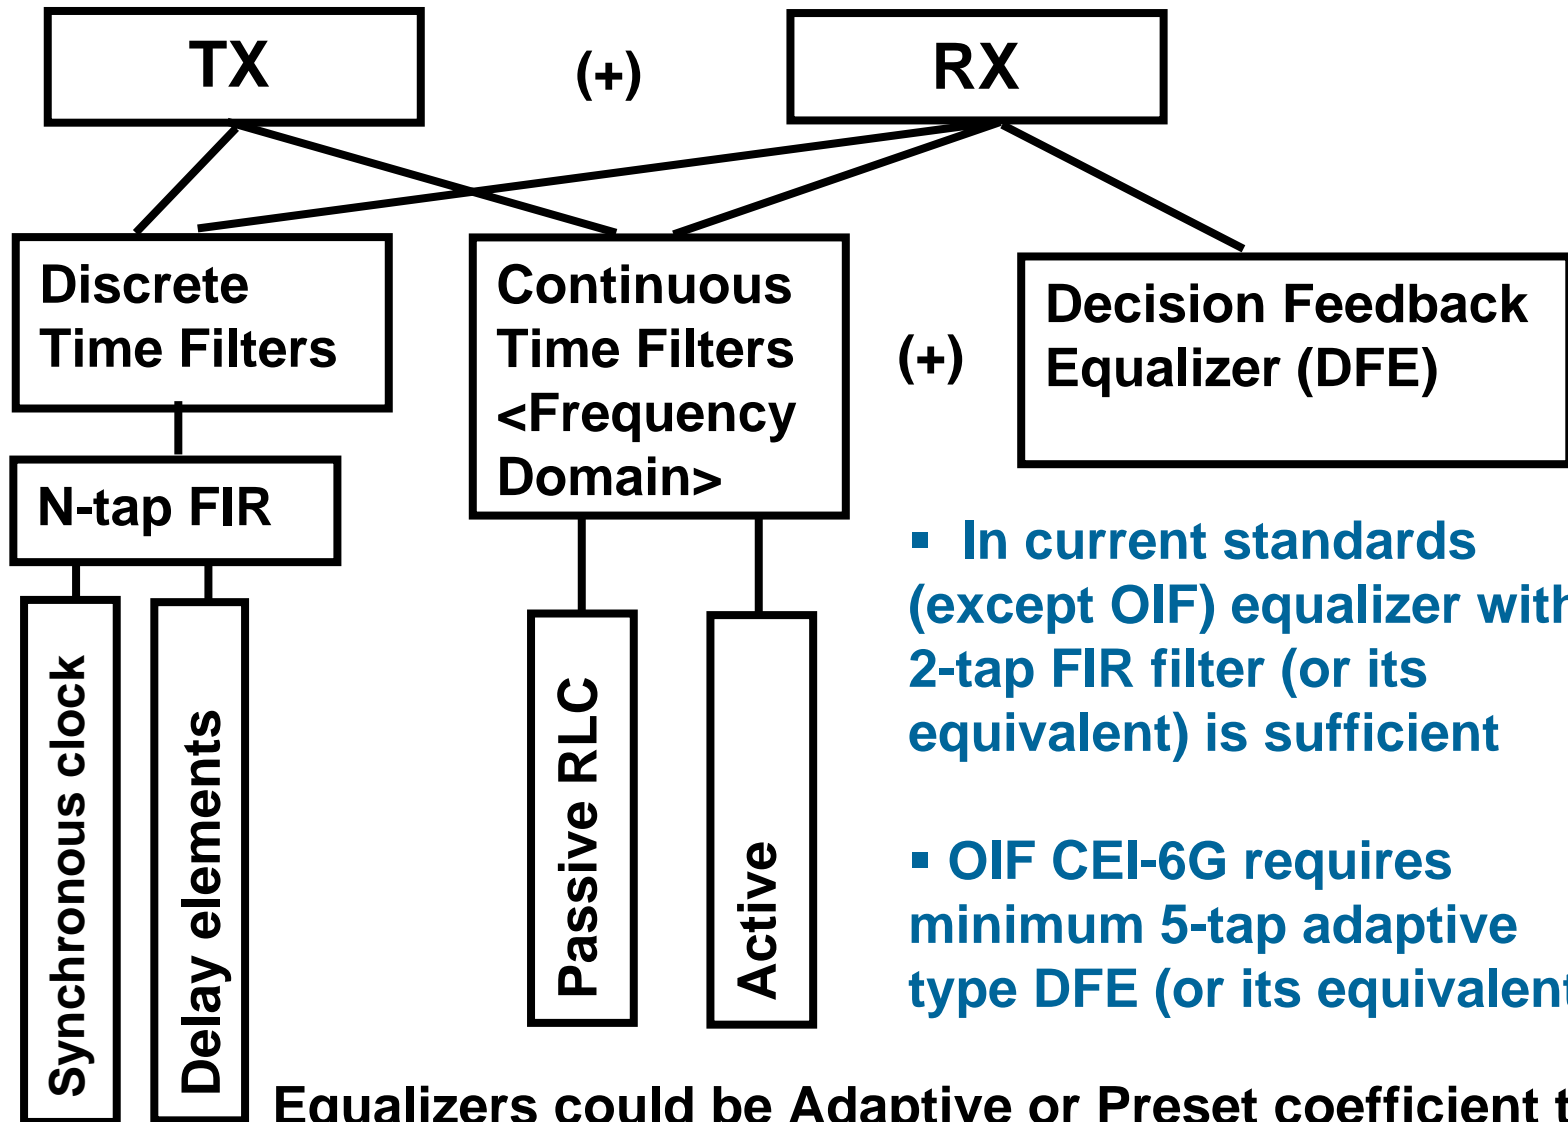 TX
(+)
RX
Discrete
Time Filters
Continuous
Time Filters
<Frequency
Domain>
(+)
Decision Feedback
Equalizer (DFE)
N-tap FIR
Synchronous clock
Delay elements
Passive RLC
Active
▪ In current standards
(except OIF) equalizer with
2-tap FIR filter (or its
equivalent) is sufficient
▪ OIF CEI-6G requires
minimum 5-tap adaptive
type DFE (or its equivalent
Equalizers could be Adaptive or Preset coefficient